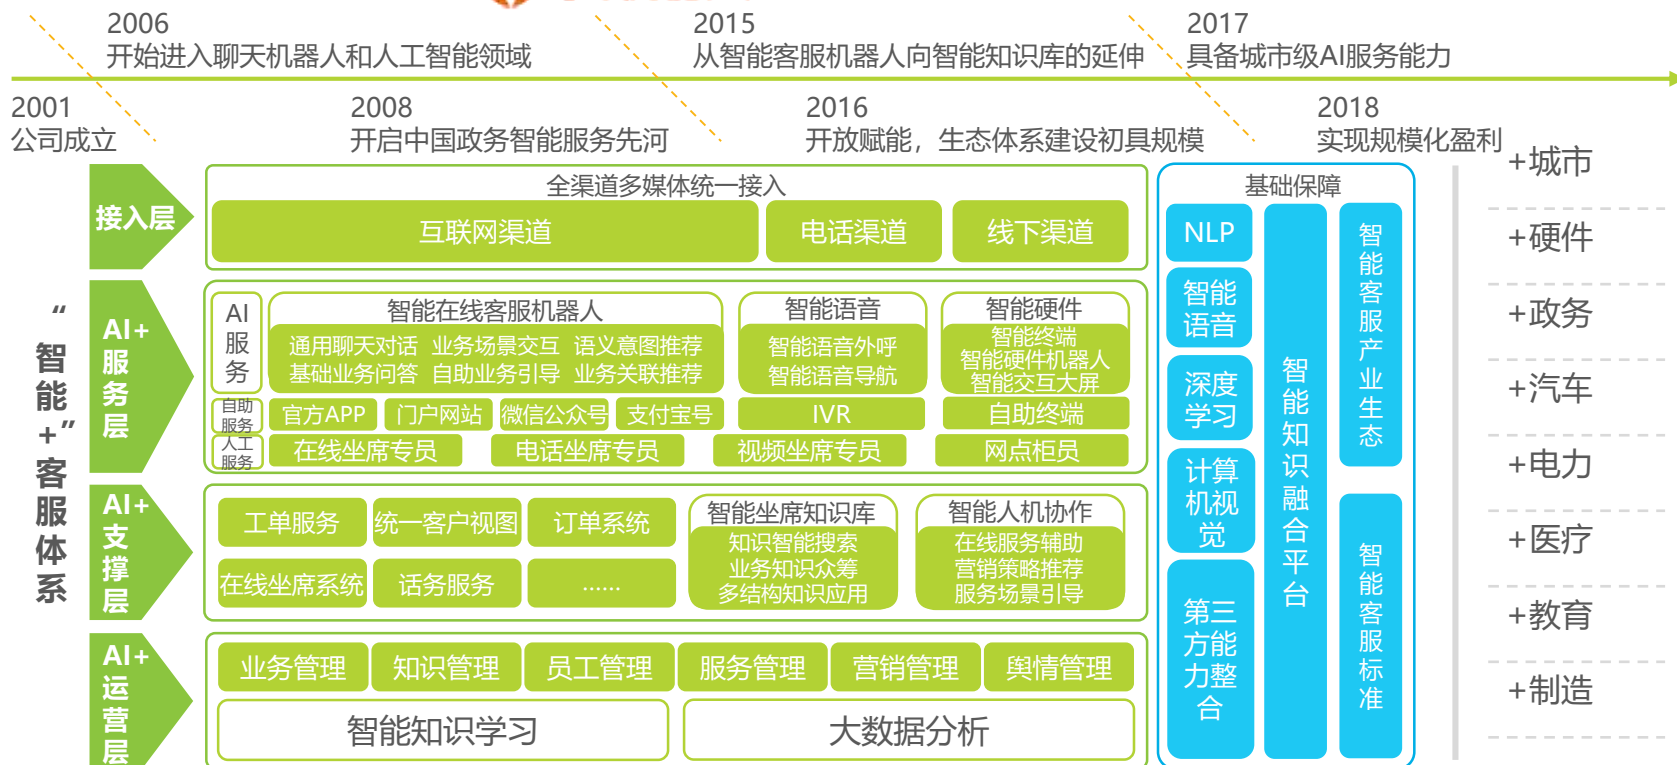 2006
开始进入聊天机器人和人工智能领域
2015
从智能客服机器人向智能知识库的延伸
2017
具备城市级AI服务能力
2001
公司成立
2008
开启中国政务智能服务先河
2016
开放赋能，生态体系建设初具规模
2018
实现规模化盈利
“智能+”客服体系
接入层
全渠道多媒体统一接入
互联网渠道
电话渠道
线下渠道
AI+
服务层
AI
服务
智能在线客服机器人
通用聊天对话 业务场景交互 语义意图推荐
基础业务问答 自助业务引导 业务关联推荐
智能语音
智能语音外呼
智能语音导航
智能硬件
智能终端
智能硬件机器人
智能交互大屏
自助
服务
官方APP
门户网站
微信公众号
支付宝号
IVR
自助终端
人工
服务
在线坐席专员
电话坐席专员
视频坐席专员
网点柜员
AI+
支撑层
工单服务
统一客户视图
订单系统
在线坐席系统
话务服务
......
智能坐席知识库
知识智能搜索
业务知识众筹
多结构知识应用
智能人机协作
在线服务辅助
营销策略推荐
服务场景引导
AI+
运营层
业务管理
知识管理
员工管理
服务管理
营销管理
舆情管理
智能知识学习
大数据分析
基础保障
NLP
智能
语音
深度
学习
计算
机视
觉
第三
方能
力整
合
智能知识融合平台
智能客服产业生态
智能客服标准
+城市
+硬件
+政务
+汽车
+电力
+医疗
+教育
+制造